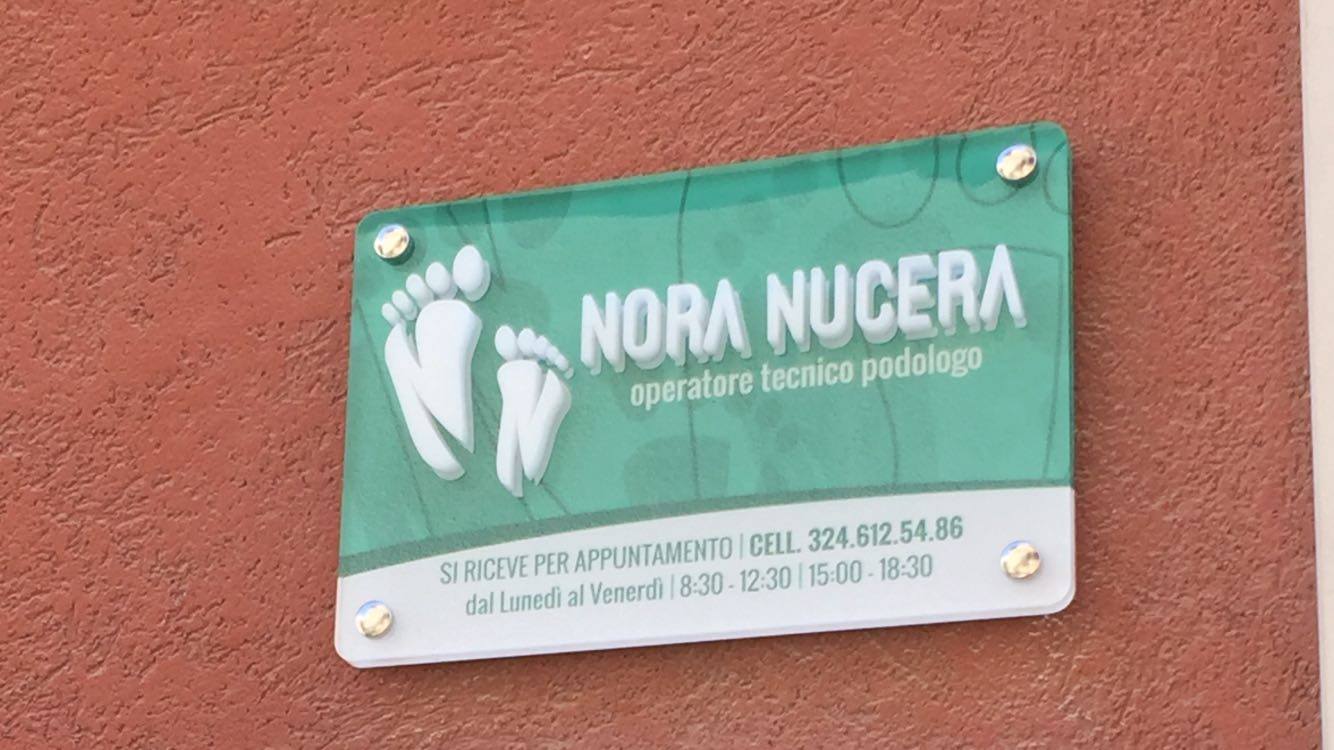 NORA NUCERA
operatore tecnico podologo
SI RICEVE PER APPUNTAMENTO | CELL. 324.612.54.86
dal Lunedì al Venerdì | 8:30 - 12:30 | 15:00 - 18:30